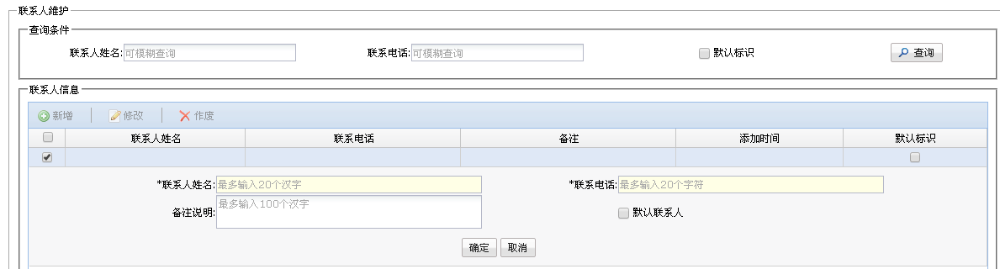 联系人维护
查询条件
联系人姓名: 可模糊查询 联系电话: 可模糊查询 默认标识 查询
联系人信息
新增 修改 作废
联系人姓名 联系电话 备注 添加时间 默认标识
*联系人姓名: 最多输入20个汉字 *联系电话: 最多输入20个字符
备注说明: 最多输入100个汉字 默认联系人
确定 取消